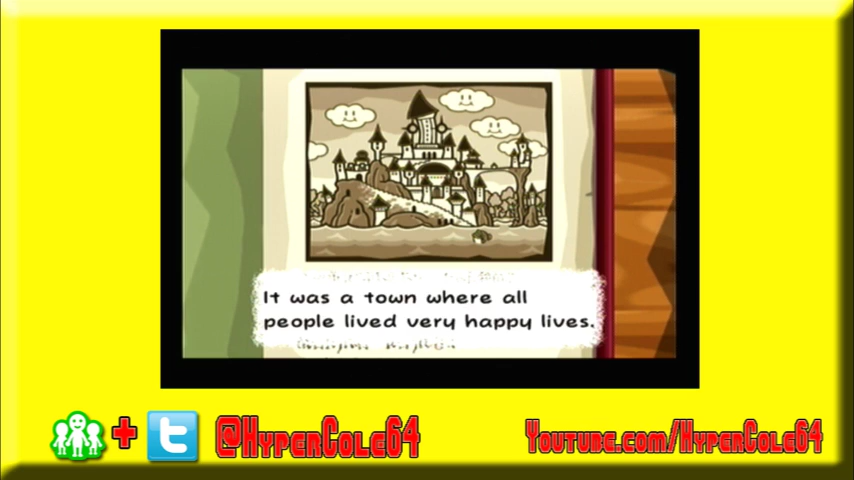 It was a town where all
people lived very happy lives.
+
@HyperCole64
Youtube.com/HyperCole64